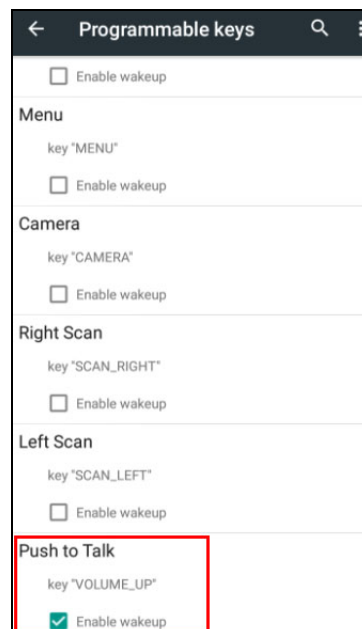 Programmable keys
Enable wakeup
Menu
key "MENU"
Enable wakeup
Camera
key "CAMERA"
Enable wakeup
Right Scan
key "SCAN_RIGHT"
Enable wakeup
Left Scan
key "SCAN_LEFT"
Enable wakeup
Push to Talk
key "VOLUME_UP"
Enable wakeup